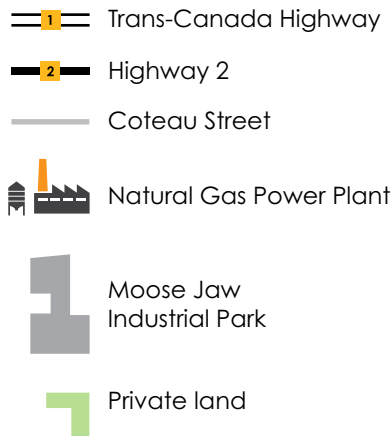 1 Trans-Canada Highway
2 Highway 2
Coteau Street
Natural Gas Power Plant
Moose Jaw
Industrial Park
Private land